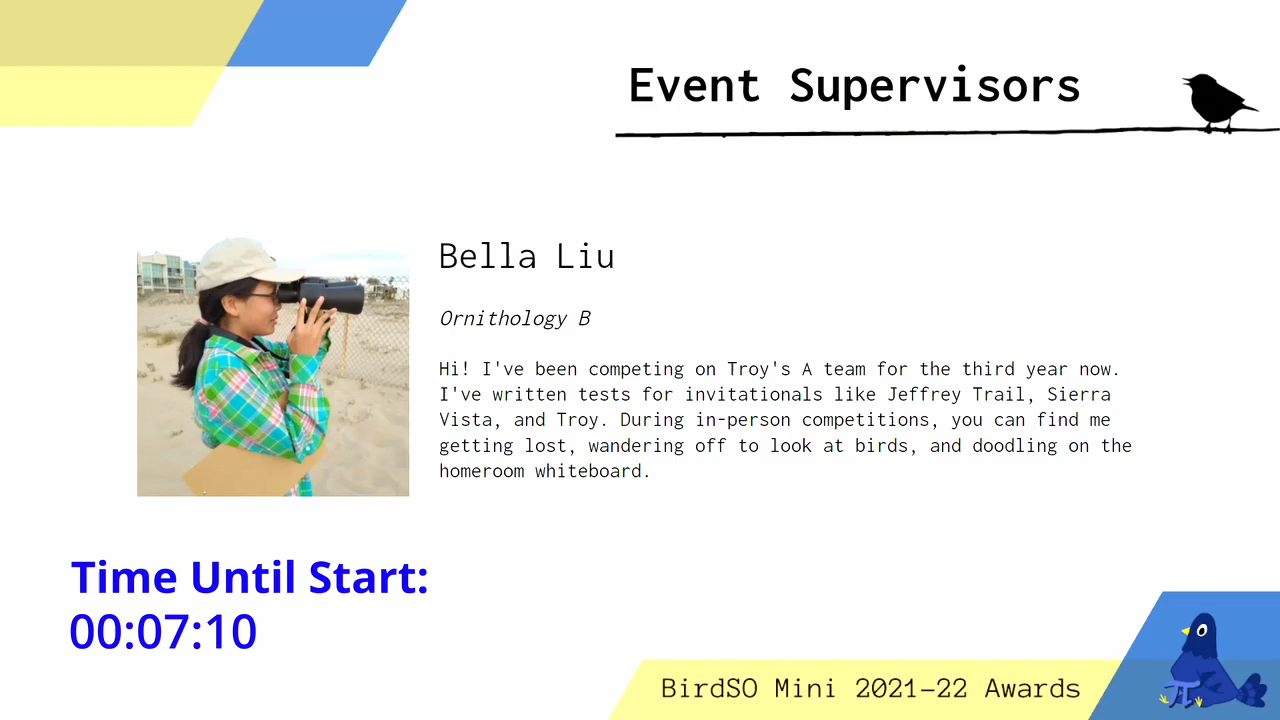 Event Supervisors
Bella Liu
Ornithology B
Hi! I've been competing on Troy's A team for the third year now.
I've written tests for invitationals like Jeffrey Trail, Sierra
Vista, and Troy. During in-person competitions, you can find me
getting lost, wandering off to look at birds, and doodling on the
homeroom whiteboard.
Time Until Start:
00:07:10
BirdSO Mini 2021-22 Awards